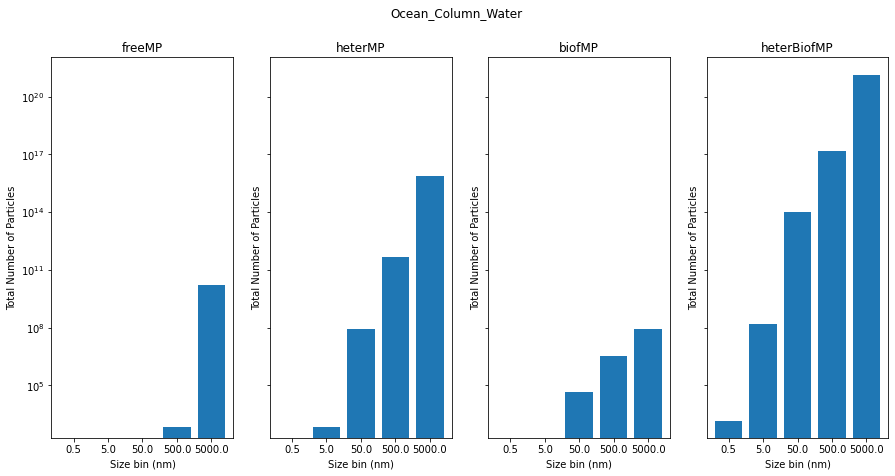 Ocean_Column_Water
freeMP
heterMP
biofMP
heterBiofMP
Total Number of Particles
10^20
10^17
10^14
10^11
10^8
10^5
0.5 5.0 50.0 500.0 5000.0
Size bin (nm)
Total Number of Particles
0.5 5.0 50.0 500.0 5000.0
Size bin (nm)
Total Number of Particles
0.5 5.0 50.0 500.0 5000.0
Size bin (nm)
Total Number of Particles
0.5 5.0 50.0 500.0 5000.0
Size bin (nm)